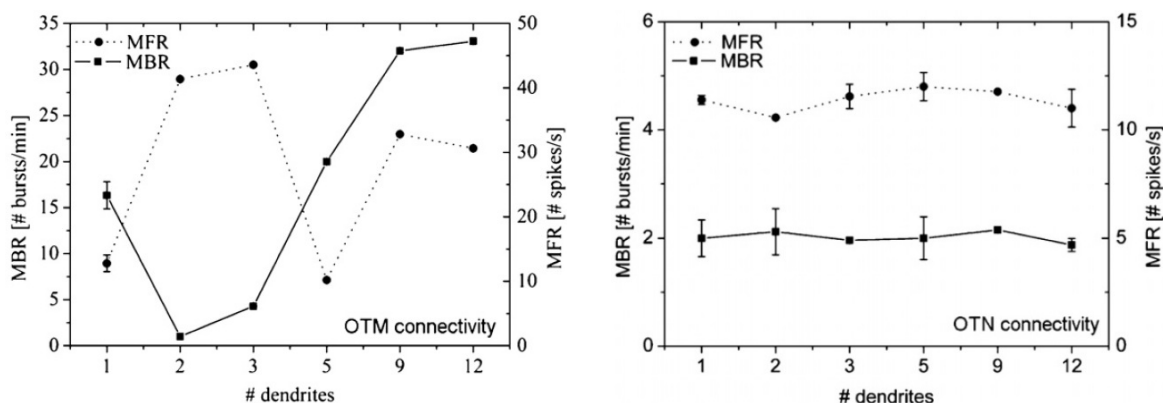 MBR [# bursts/min]
35
30
25
20
15
10
5
0
MFR
MBR
50
40
30
20
10
0
MFR [# spikes/s]
OTM connectivity
1 2 3 5 9 12
# dendrites
MBR [# bursts/min]
6
4
2
0
MFR
MBR
15
10
5
0
MFR [# spikes/s]
OTN connectivity
1 2 3 5 9 12
# dendrites